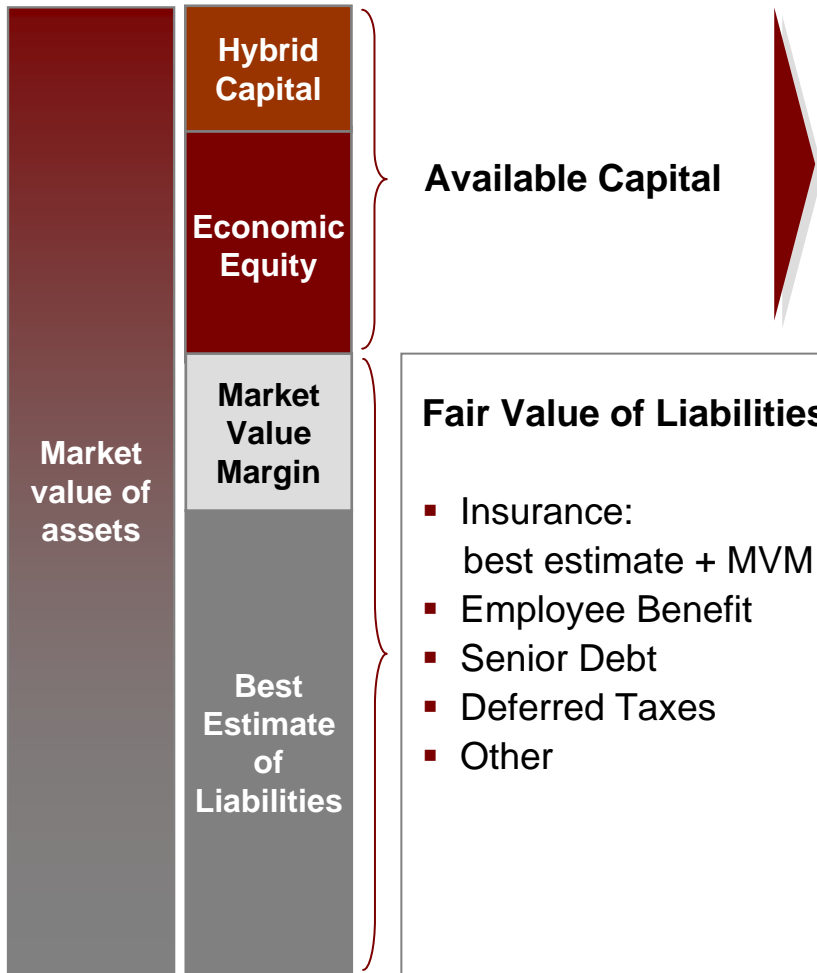 Market
value of
assets
Hybrid
Capital
Economic
Equity
Market
Value
Margin
Best
Estimate
of
Liabilities
Available Capital
Fair Value of Liabilities
▪ Insurance:
best estimate + MVM
▪ Employee Benefit
▪ Senior Debt
▪ Deferred Taxes
▪ Other